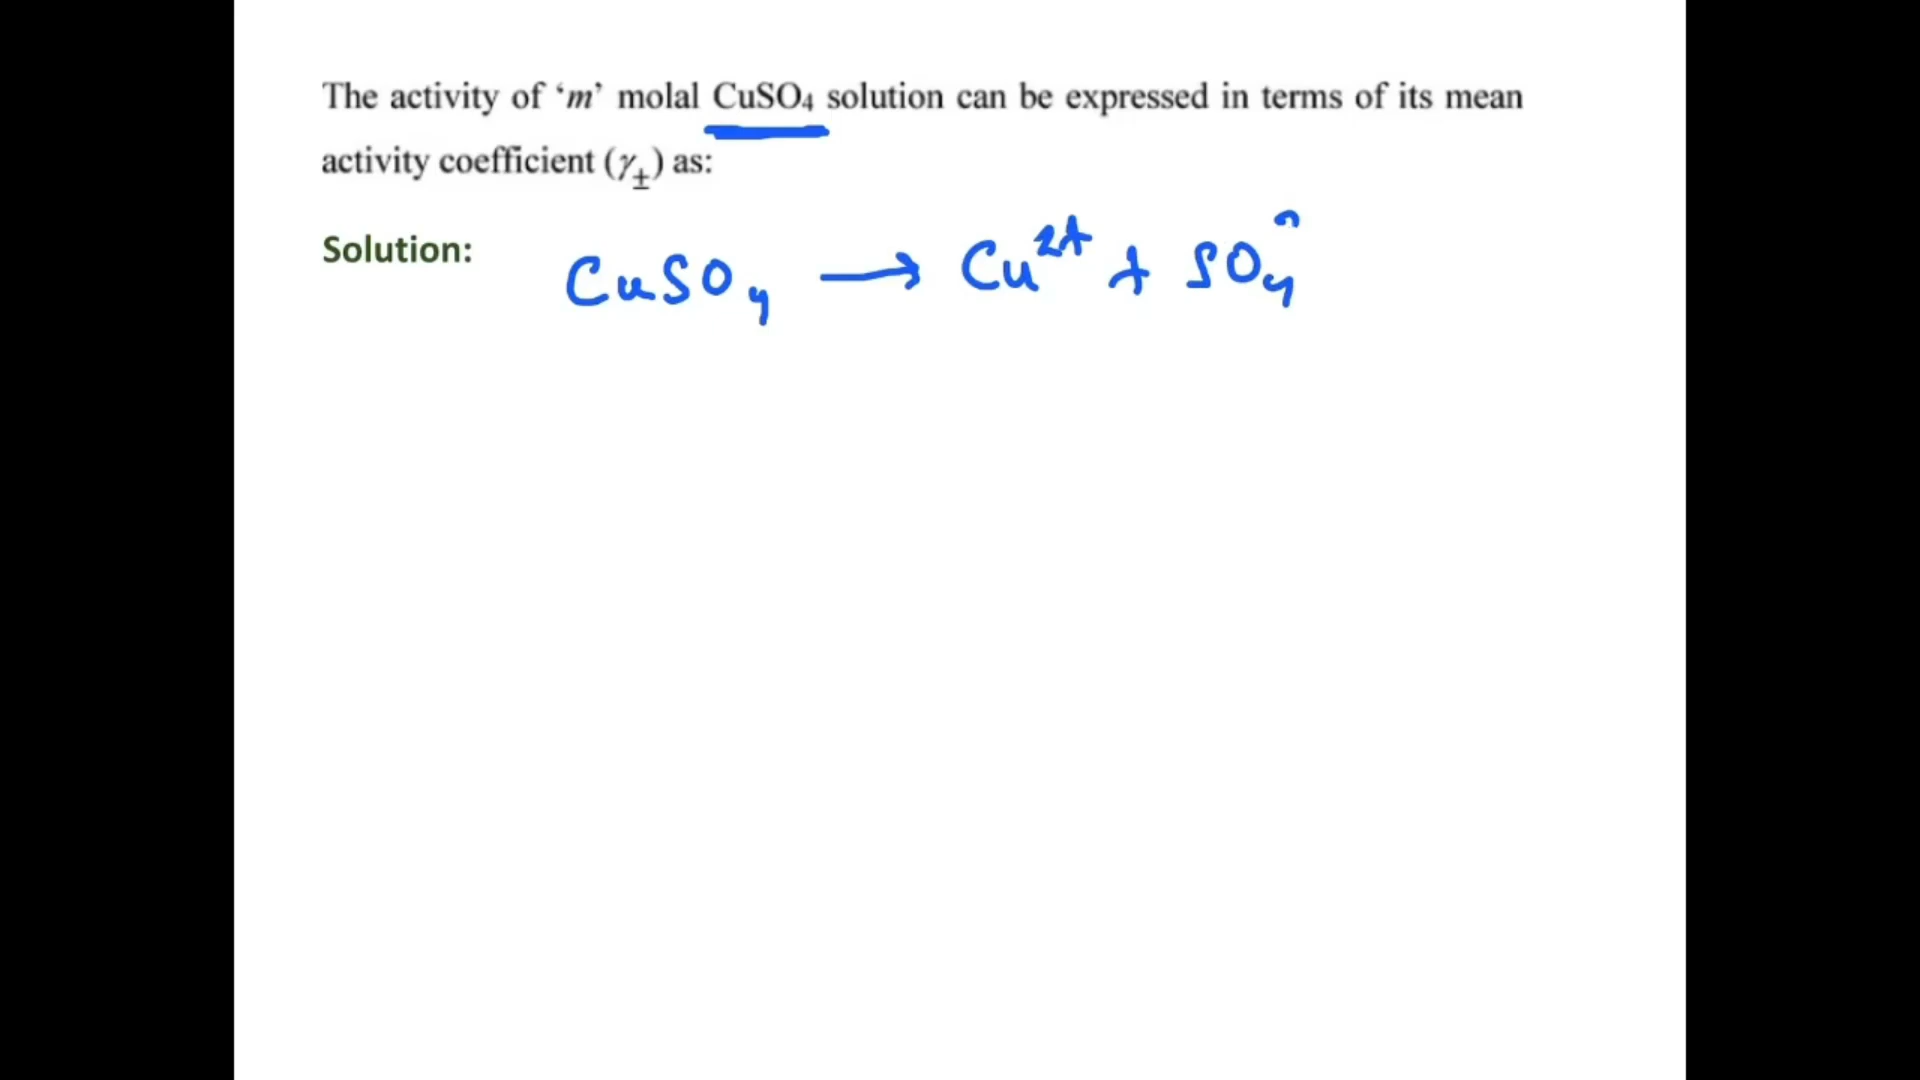 The activity of ‘m’ molal CuSO₄ solution can be expressed in terms of its mean
activity coefficient (γ±) as:
Solution:
CuSO₄ → Cu²⁺ + SO₄